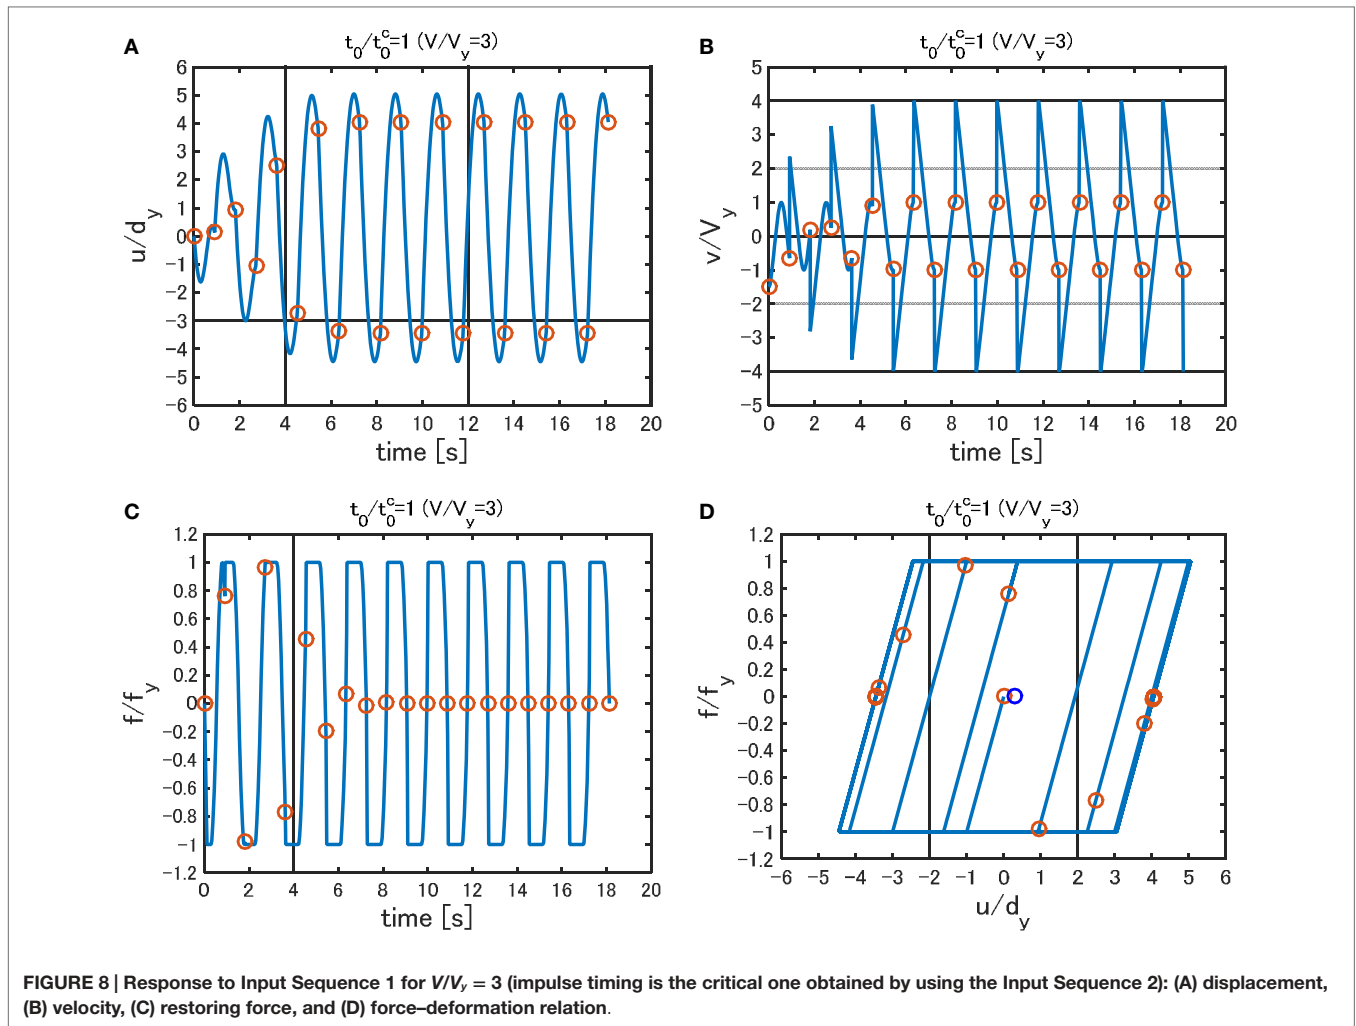 A
t0/t0^c=1 (V/Vy=3)
6
5
4
3
2
1
0
−1
−2
−3
−4
−5
−6
u/dy
0 2 4 6 8 10 12 14 16 18 20
time [s]
B
t0/t0^c=1 (V/Vy=3)
5
4
3
2
1
0
−1
−2
−3
−4
−5
v/Vy
0 2 4 6 8 10 12 14 16 18 20
time [s]
C
t0/t0^c=1 (V/Vy=3)
1.2
1
0.8
0.6
0.4
0.2
0
−0.2
−0.4
−0.6
−0.8
−1
−1.2
f/fy
0 2 4 6 8 10 12 14 16 18 20
time [s]
D
t0/t0^c=1 (V/Vy=3)
1.2
1
0.8
0.6
0.4
0.2
0
−0.2
−0.4
−0.6
−0.8
−1
−1.2
f/fy
−6 −5 −4 −3 −2 −1 0 1 2 3 4 5 6
u/dy
FIGURE 8 | Response to Input Sequence 1 for V/Vy = 3 (impulse timing is the critical one obtained by using the Input Sequence 2): (A) displacement,
(B) velocity, (C) restoring force, and (D) force–deformation relation.